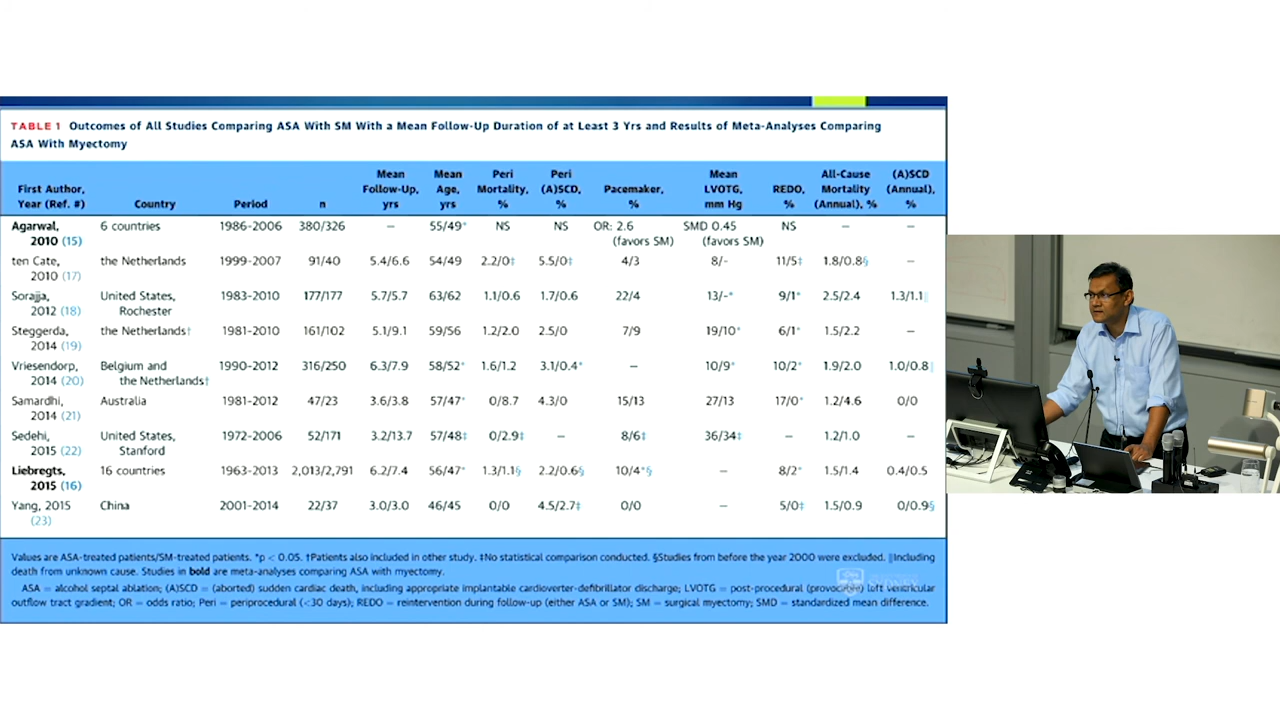 TABLE 1 Outcomes of All Studies Comparing ASA With SM With a Mean Follow-Up Duration of at Least 3 Yrs and Results of Meta-Analyses Comparing
ASA With Myectomy
First Author, Year (Ref. #) Country Period n Mean Follow-Up, yrs Mean Age, yrs Peri Mortality, % Peri (A)SCD, % Pacemaker, % Mean LVOTG, mm Hg REDO, % All-Cause Mortality (Annual), % (A)SCD (Annual), %
Agarwal, 2010 (15) 6 countries 1986-2006 380/326 — 55/49* NS NS OR: 2.6 (favors SM) SMD 0.45 (favors SM) NS — —
ten Cate, 2010 (17) the Netherlands 1999-2007 91/40 5.4/6.6 54/49 2.2/0‡ 5.5/0‡ 4/3 8/- 11/5‡ 1.8/0.8§ —
Sorajja, 2012 (18) United States, Rochester 1983-2010 177/177 5.7/5.7 63/62 1.1/0.6 1.7/0.6 22/4 13/-* 9/1* 2.5/2.4 1.3/1.1‖
Steggerda, 2014 (19) the Netherlands† 1981-2010 161/102 5.1/9.1 59/56 1.2/2.0 2.5/0 7/9 19/10* 6/1* 1.5/2.2 —
Vriesendorp, 2014 (20) Belgium and the Netherlands† 1990-2012 316/250 6.3/7.9 58/52* 1.6/1.2 3.1/0.4* — 10/9* 10/2* 1.9/2.0 1.0/0.8‖
Samardhi, 2014 (21) Australia 1981-2012 47/23 3.6/3.8 57/47* 0/8.7 4.3/0 15/13 27/13 17/0* 1.2/4.6 0/0
Sedehi, 2015 (22) United States, Stanford 1972-2006 52/171 3.2/13.7 57/48‡ 0/2.9‡ — 8/6‡ 36/34‡ — 1.2/1.0 —
Liebregts, 2015 (16) 16 countries 1963-2013 2,013/2,791 6.2/7.4 56/47* 1.3/1.1§ 2.2/0.6§ 10/4*§ — 8/2* 1.5/1.4 0.4/0.5
Yang, 2015 (23) China 2001-2014 22/37 3.0/3.0 46/45 0/0 4.5/2.7‡ 0/0 — 5/0‡ 1.5/0.9 0/0.9§
Values are ASA-treated patients/SM-treated patients. *p < 0.05. †Patients also included in other study. ‡No statistical comparison conducted. §Studies from before the year 2000 were excluded. ‖Including
death from unknown cause. Studies in bold are meta-analyses comparing ASA with myectomy.
ASA = alcohol septal ablation; (A)SCD = (aborted) sudden cardiac death, including appropriate implantable cardioverter-defibrillator discharge; LVOTG = post-procedural (provocable) left ventricular
outflow tract gradient; OR = odds ratio; Peri = periprocedural (<30 days); REDO = reintervention during follow-up (either ASA or SM); SM = surgical myectomy; SMD = standardized mean difference.
SYDNEY